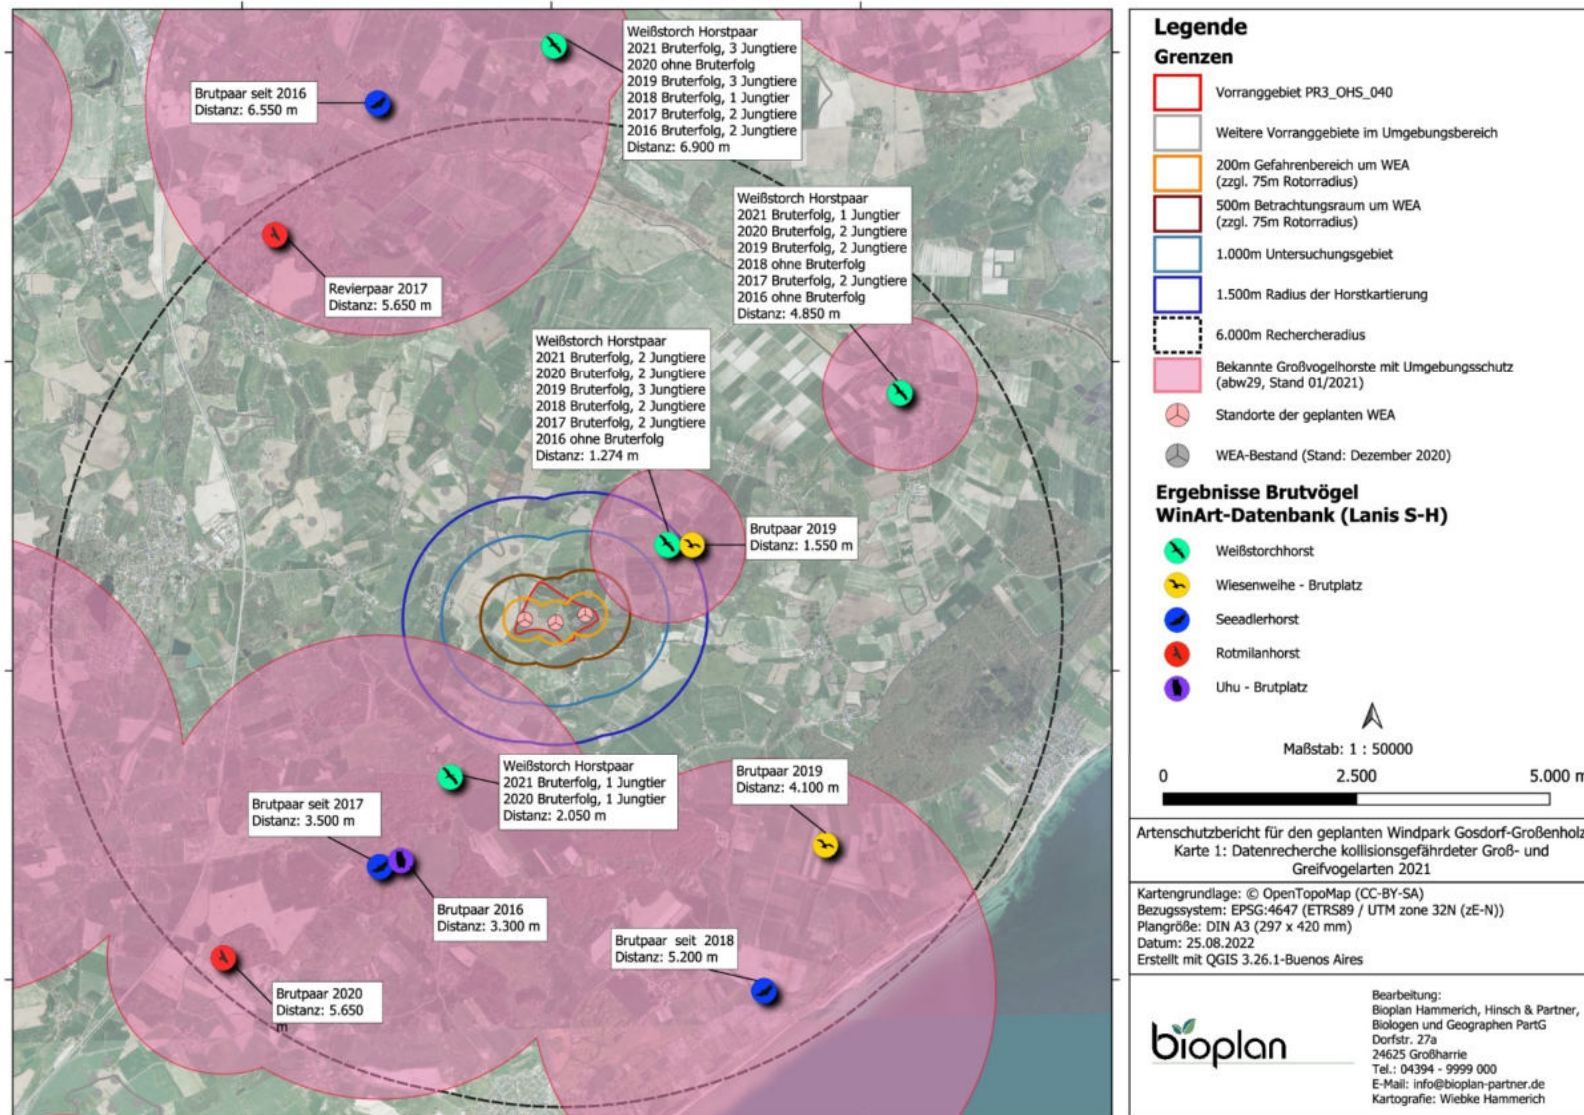 Weißstorch Horstpaar
2021 Bruterfolg, 3 Jungtiere
2020 ohne Bruterfolg
2019 Bruterfolg, 3 Jungtiere
2018 Bruterfolg, 1 Jungtier
2017 Bruterfolg, 2 Jungtiere
2016 Bruterfolg, 2 Jungtiere
Distanz: 6.900 m
Brutpaar seit 2016
Distanz: 6.550 m
Weißstorch Horstpaar
2021 Bruterfolg, 1 Jungtier
2020 Bruterfolg, 2 Jungtiere
2019 Bruterfolg, 2 Jungtiere
2018 ohne Bruterfolg
2017 Bruterfolg, 2 Jungtiere
2016 ohne Bruterfolg
Distanz: 4.850 m
Revierpaar 2017
Distanz: 5.650 m
Weißstorch Horstpaar
2021 Bruterfolg, 2 Jungtiere
2020 Bruterfolg, 2 Jungtiere
2019 Bruterfolg, 3 Jungtiere
2018 Bruterfolg, 2 Jungtiere
2017 Bruterfolg, 2 Jungtiere
2016 ohne Bruterfolg
Distanz: 1.274 m
Brutpaar 2019
Distanz: 1.550 m
Weißstorch Horstpaar
2021 Bruterfolg, 1 Jungtier
2020 Bruterfolg, 1 Jungtier
Distanz: 2.050 m
Brutpaar 2019
Distanz: 4.100 m
Brutpaar seit 2017
Distanz: 3.500 m
Brutpaar 2016
Distanz: 3.300 m
Brutpaar seit 2018
Distanz: 5.200 m
Brutpaar 2020
Distanz: 5.650
m
Legende
Grenzen
Vorranggebiet PR3_OHS_040
Weitere Vorranggebiete im Umgebungsbereich
200m Gefahrenbereich um WEA
(zzgl. 75m Rotorradius)
500m Betrachtungsraum um WEA
(zzgl. 75m Rotorradius)
1.000m Untersuchungsgebiet
1.500m Radius der Horstkartierung
6.000m Rechercheradius
Bekannte Großvogelhorste mit Umgebungsschutz
(abw29, Stand 01/2021)
Standorte der geplanten WEA
WEA-Bestand (Stand: Dezember 2020)
Ergebnisse Brutvögel
WinArt-Datenbank (Lanis S-H)
Weißstorchhorst
Wiesenweihe - Brutplatz
Seeadlerhorst
Rotmilanhorst
Uhu - Brutplatz
Maßstab: 1 : 50000
0 2.500 5.000 m
Artenschutzbericht für den geplanten Windpark Gosdorf-Großenholz
Karte 1: Datenrecherche kollisionsgefährdeter Groß- und
Greifvogelarten 2021
Kartengrundlage: © OpenTopoMap (CC-BY-SA)
Bezugssystem: EPSG:4647 (ETRS89 / UTM zone 32N (zE-N))
Plangröße: DIN A3 (297 x 420 mm)
Datum: 25.08.2022
Erstellt mit QGIS 3.26.1-Buenos Aires
bioplan
Bearbeitung:
Bioplan Hammerich, Hinsch & Partner,
Biologen und Geographen PartG
Dorfstr. 27a
24625 Großharrie
Tel.: 04394 - 9999 000
E-Mail: info@bioplan-partner.de
Kartografie: Wiebke Hammerich